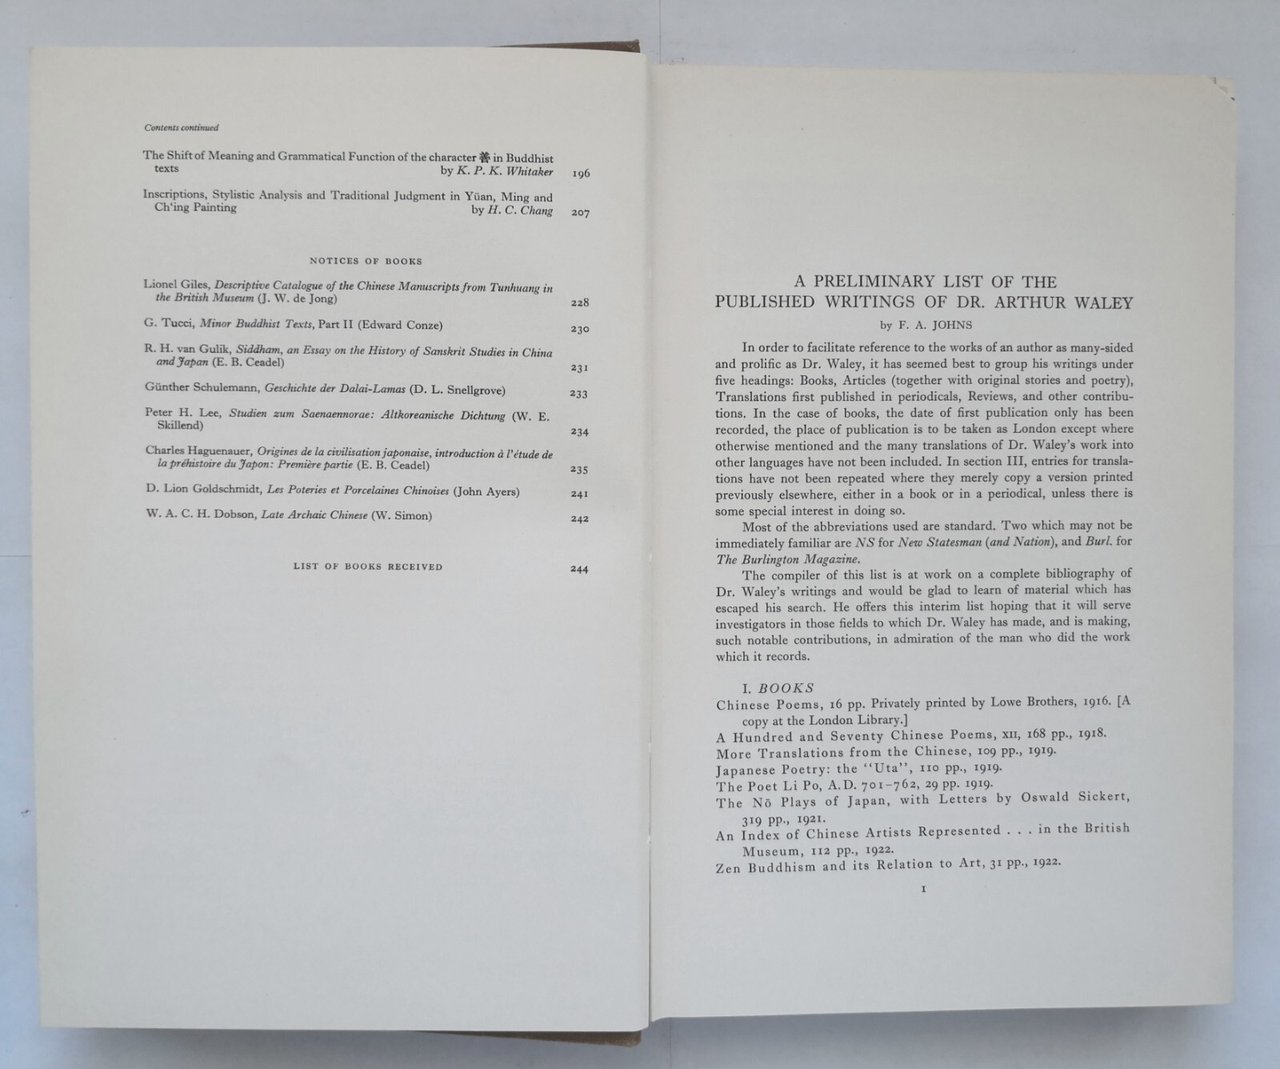 Contents continued
The Shift of Meaning and Grammatical Function of the character 善 in Buddhist
texts by K. P. K. Whitaker 196
Inscriptions, Stylistic Analysis and Traditional Judgment in Yüan, Ming and
Ch'ing Painting by H. C. Chang 207
NOTICES OF BOOKS
Lionel Giles, Descriptive Catalogue of the Chinese Manuscripts from Tunhuang in
the British Museum (J. W. de Jong) 228
G. Tucci, Minor Buddhist Texts, Part II (Edward Conze) 230
R. H. van Gulik, Siddham, an Essay on the History of Sanskrit Studies in China
and Japan (E. B. Ceadel) 231
Günther Schulemann, Geschichte der Dalai-Lamas (D. L. Snellgrove) 233
Peter H. Lee, Studien zum Saenaennorae: Altkoreanische Dichtung (W. E.
Skillend) 234
Charles Haguenauer, Origines de la civilisation japonaise, introduction à l'étude de
la préhistoire du Japon: Première partie (E. B. Ceadel) 235
D. Lion Goldschmidt, Les Poteries et Porcelaines Chinoises (John Ayers) 241
W. A. C. H. Dobson, Late Archaic Chinese (W. Simon) 242
LIST OF BOOKS RECEIVED 244
A PRELIMINARY LIST OF THE
PUBLISHED WRITINGS OF DR. ARTHUR WALEY
by F. A. JOHNS
In order to facilitate reference to the works of an author as many-sided
and prolific as Dr. Waley, it has seemed best to group his writings under
five headings: Books, Articles (together with original stories and poetry),
Translations first published in periodicals, Reviews, and other contribu-
tions. In the case of books, the date of first publication only has been
recorded, the place of publication is to be taken as London except where
otherwise mentioned and the many translations of Dr. Waley's work into
other languages have not been included. In section III, entries for transla-
tions have not been repeated where they merely copy a version printed
previously elsewhere, either in a book or in a periodical, unless there is
some special interest in doing so.
Most of the abbreviations used are standard. Two which may not be
immediately familiar are NS for New Statesman (and Nation), and Burl. for
The Burlington Magazine.
The compiler of this list is at work on a complete bibliography of
Dr. Waley's writings and would be glad to learn of material which has
escaped his search. He offers this interim list hoping that it will serve
investigators in those fields to which Dr. Waley has made, and is making,
such notable contributions, in admiration of the man who did the work
which it records.
I. BOOKS
Chinese Poems, 16 pp. Privately printed by Lowe Brothers, 1916. [A
copy at the London Library.]
A Hundred and Seventy Chinese Poems, XII, 168 pp., 1918.
More Translations from the Chinese, 109 pp., 1919.
Japanese Poetry: the "Uta", 110 pp., 1919.
The Poet Li Po, A.D. 701–762, 29 pp. 1919.
The Nō Plays of Japan, with Letters by Oswald Sickert,
319 pp., 1921.
An Index of Chinese Artists Represented . . . in the British
Museum, 112 pp., 1922.
Zen Buddhism and its Relation to Art, 31 pp., 1922.
1